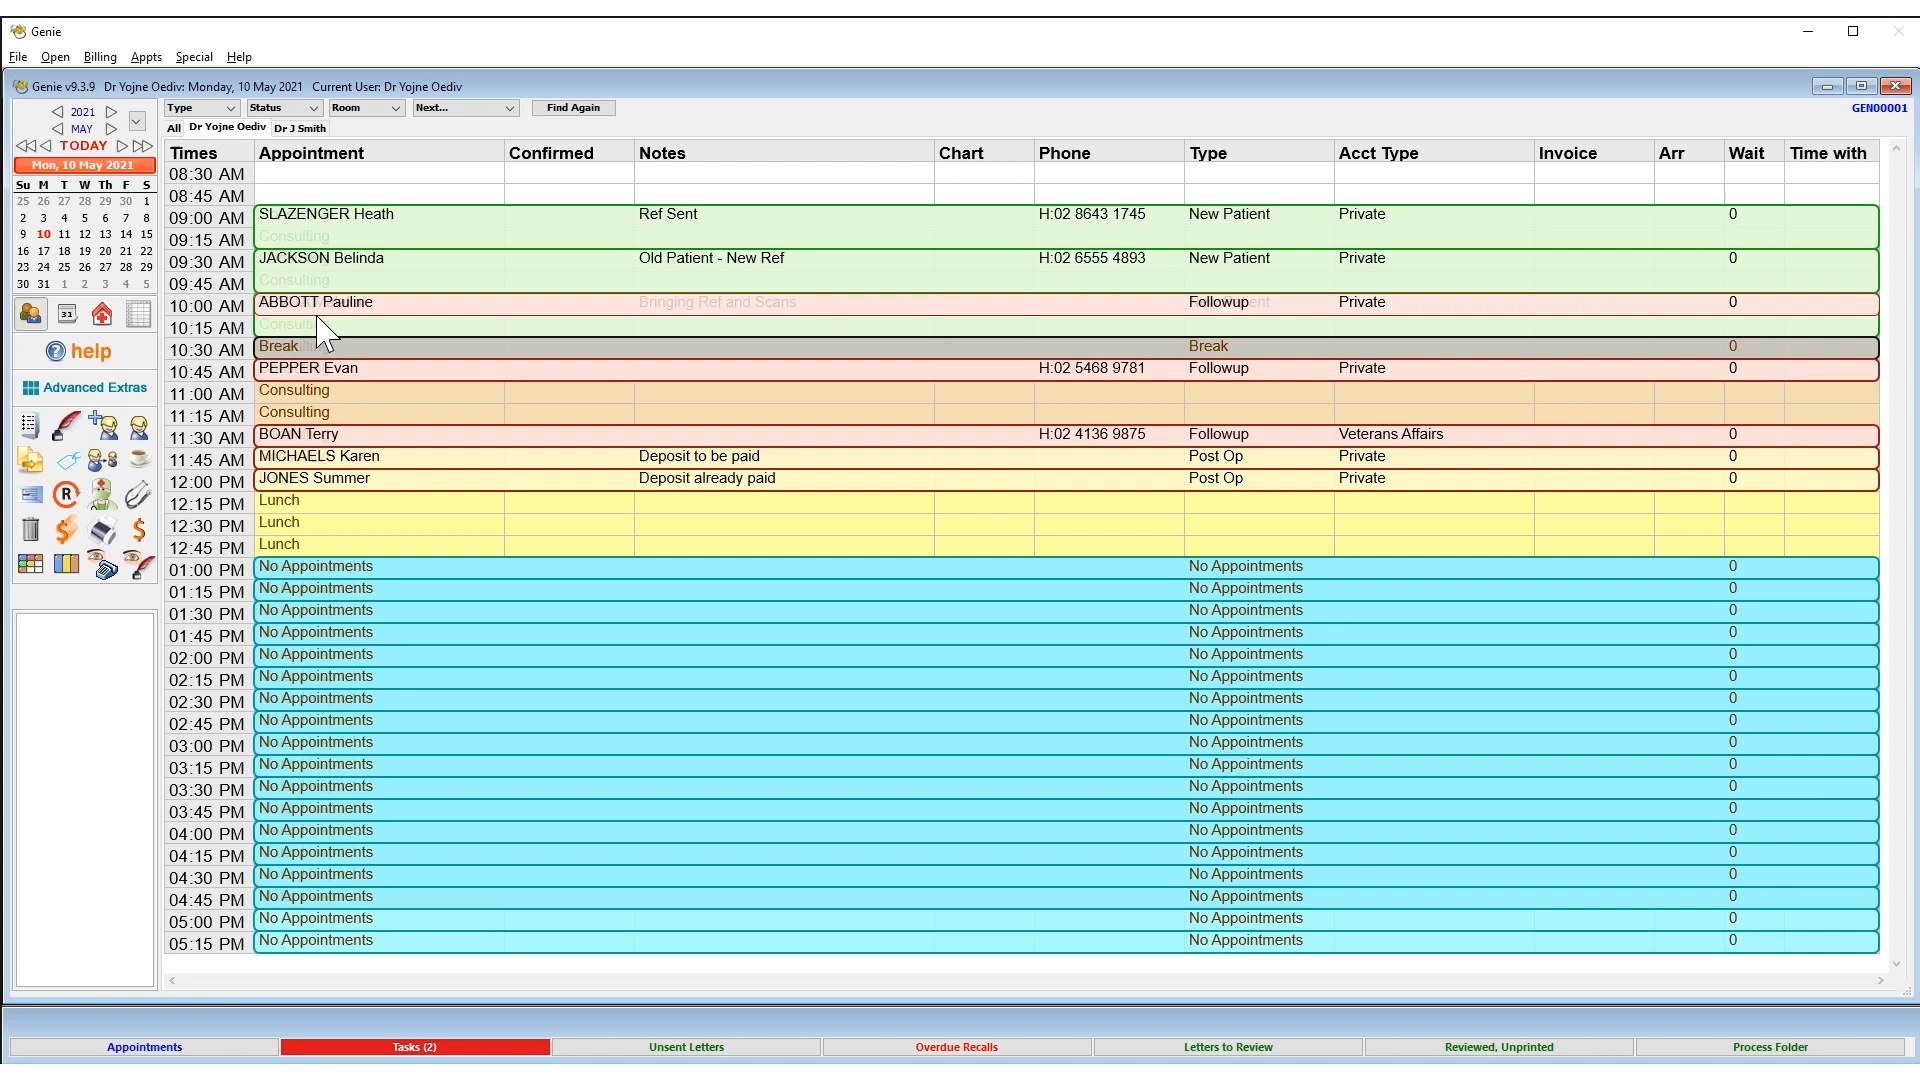 Genie
File Open Billing Appts Special Help
Genie v9.3.9 Dr Yojne Oediv: Monday, 10 May 2021 Current User: Dr Yojne Oediv
2021
MAY
TODAY
Mon, 10 May 2021
Su M T W Th F S
25 26 27 28 29 30 1
2 3 4 5 6 7 8
9 10 11 12 13 14 15
16 17 18 19 20 21 22
23 24 25 26 27 28 29
30 31 1 2 3 4 5
31
help
Advanced Extras
R
$
Type Status Room Next... Find Again
GEN00001
All Dr Yojne Oediv Dr J Smith
Times Appointment Confirmed Notes Chart Phone Type Acct Type Invoice Arr Wait Time with
08:30 AM
08:45 AM
09:00 AM SLAZENGER Heath Ref Sent H:02 8643 1745 New Patient Private 0
09:15 AM Consulting
09:30 AM JACKSON Belinda Old Patient - New Ref H:02 6555 4893 New Patient Private 0
09:45 AM Consulting
10:00 AM ABBOTT Pauline Bringing Ref and Scans Followup Private 0
10:15 AM
10:30 AM Break Break 0
10:45 AM PEPPER Evan H:02 5468 9781 Followup Private 0
11:00 AM Consulting
11:15 AM Consulting
11:30 AM BOAN Terry H:02 4136 9875 Followup Veterans Affairs 0
11:45 AM MICHAELS Karen Deposit to be paid Post Op Private 0
12:00 PM JONES Summer Deposit already paid Post Op Private 0
12:15 PM Lunch
12:30 PM Lunch
12:45 PM Lunch
01:00 PM No Appointments No Appointments 0
01:15 PM No Appointments No Appointments 0
01:30 PM No Appointments No Appointments 0
01:45 PM No Appointments No Appointments 0
02:00 PM No Appointments No Appointments 0
02:15 PM No Appointments No Appointments 0
02:30 PM No Appointments No Appointments 0
02:45 PM No Appointments No Appointments 0
03:00 PM No Appointments No Appointments 0
03:15 PM No Appointments No Appointments 0
03:30 PM No Appointments No Appointments 0
03:45 PM No Appointments No Appointments 0
04:00 PM No Appointments No Appointments 0
04:15 PM No Appointments No Appointments 0
04:30 PM No Appointments No Appointments 0
04:45 PM No Appointments No Appointments 0
05:00 PM No Appointments No Appointments 0
05:15 PM No Appointments No Appointments 0
Appointments Tasks (2) Unsent Letters Overdue Recalls Letters to Review Reviewed, Unprinted Process Folder